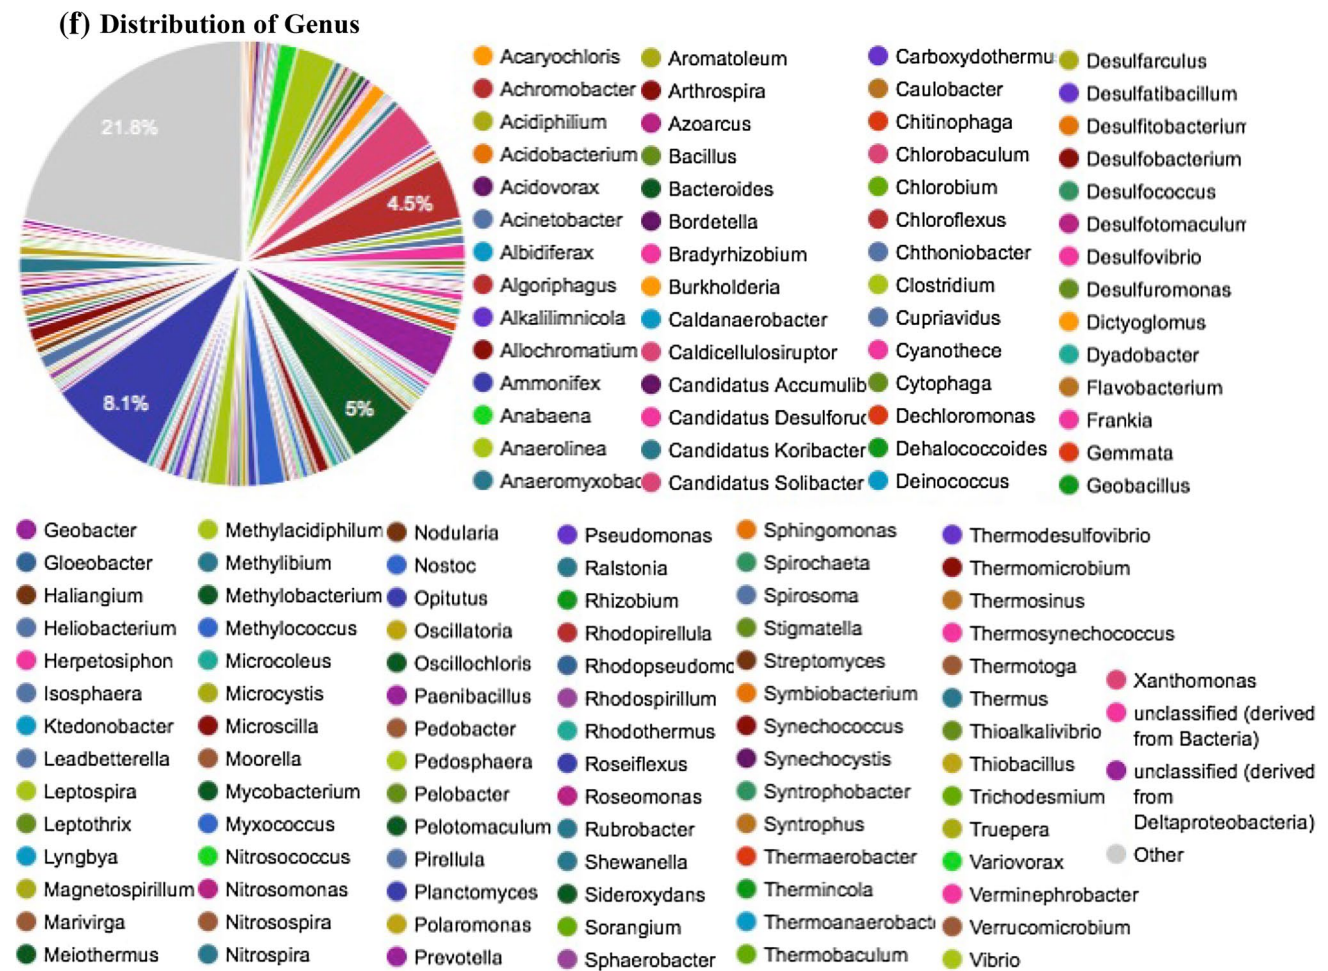 (f) Distribution of Genus
21.8%
4.5%
5%
8.1%
Acaryochloris
Achromobacter
Acidiphilium
Acidobacterium
Acidovorax
Acinetobacter
Albidiferax
Algoriphagus
Alkalilimnicola
Allochromatium
Ammonifex
Anabaena
Anaerolinea
Anaeromyxobac
Aromatoleum
Arthrospira
Azoarcus
Bacillus
Bacteroides
Bordetella
Bradyrhizobium
Burkholderia
Caldanaerobacter
Caldicellulosiruptor
Candidatus Accumulib
Candidatus Desulforuc
Candidatus Koribacter
Candidatus Solibacter
Carboxydothermu
Caulobacter
Chitinophaga
Chlorobaculum
Chlorobium
Chloroflexus
Chthoniobacter
Clostridium
Cupriavidus
Cyanothece
Cytophaga
Dechloromonas
Dehalococcoides
Deinococcus
Desulfarculus
Desulfatibacillum
Desulfitobacterium
Desulfobacterium
Desulfococcus
Desulfotomaculum
Desulfovibrio
Desulfuromonas
Dictyoglomus
Dyadobacter
Flavobacterium
Frankia
Gemmata
Geobacillus
Geobacter
Gloeobacter
Haliangium
Heliobacterium
Herpetosiphon
Isosphaera
Ktedonobacter
Leadbetterella
Leptospira
Leptothrix
Lyngbya
Magnetospirillum
Marivirga
Meiothermus
Methylacidiphilum
Methylibium
Methylobacterium
Methylococcus
Microcoleus
Microcystis
Microscilla
Moorella
Mycobacterium
Myxococcus
Nitrosococcus
Nitrosomonas
Nitrosospira
Nitrospira
Nodularia
Nostoc
Opitutus
Oscillatoria
Oscillochloris
Paenibacillus
Pedobacter
Pedosphaera
Pelobacter
Pelotomaculum
Pirellula
Planctomyces
Polaromonas
Prevotella
Pseudomonas
Ralstonia
Rhizobium
Rhodopirellula
Rhodopseudomo
Rhodospirillum
Rhodothermus
Roseiflexus
Roseomonas
Rubrobacter
Shewanella
Sideroxydans
Sorangium
Sphaerobacter
Sphingomonas
Spirochaeta
Spirosoma
Stigmatella
Streptomyces
Symbiobacterium
Synechococcus
Synechocystis
Syntrophobacter
Syntrophus
Thermaerobacter
Thermincola
Thermoanaerobact
Thermobaculum
Thermodesulfovibrio
Thermomicrobium
Thermosinus
Thermosynechococcus
Thermotoga
Thermus
Thioalkalivibrio
Thiobacillus
Trichodesmium
Truepera
Variovorax
Verminephrobacter
Verrucomicrobium
Vibrio
Xanthomonas
unclassified (derived
from Bacteria)
unclassified (derived
from
Deltaproteobacteria)
Other